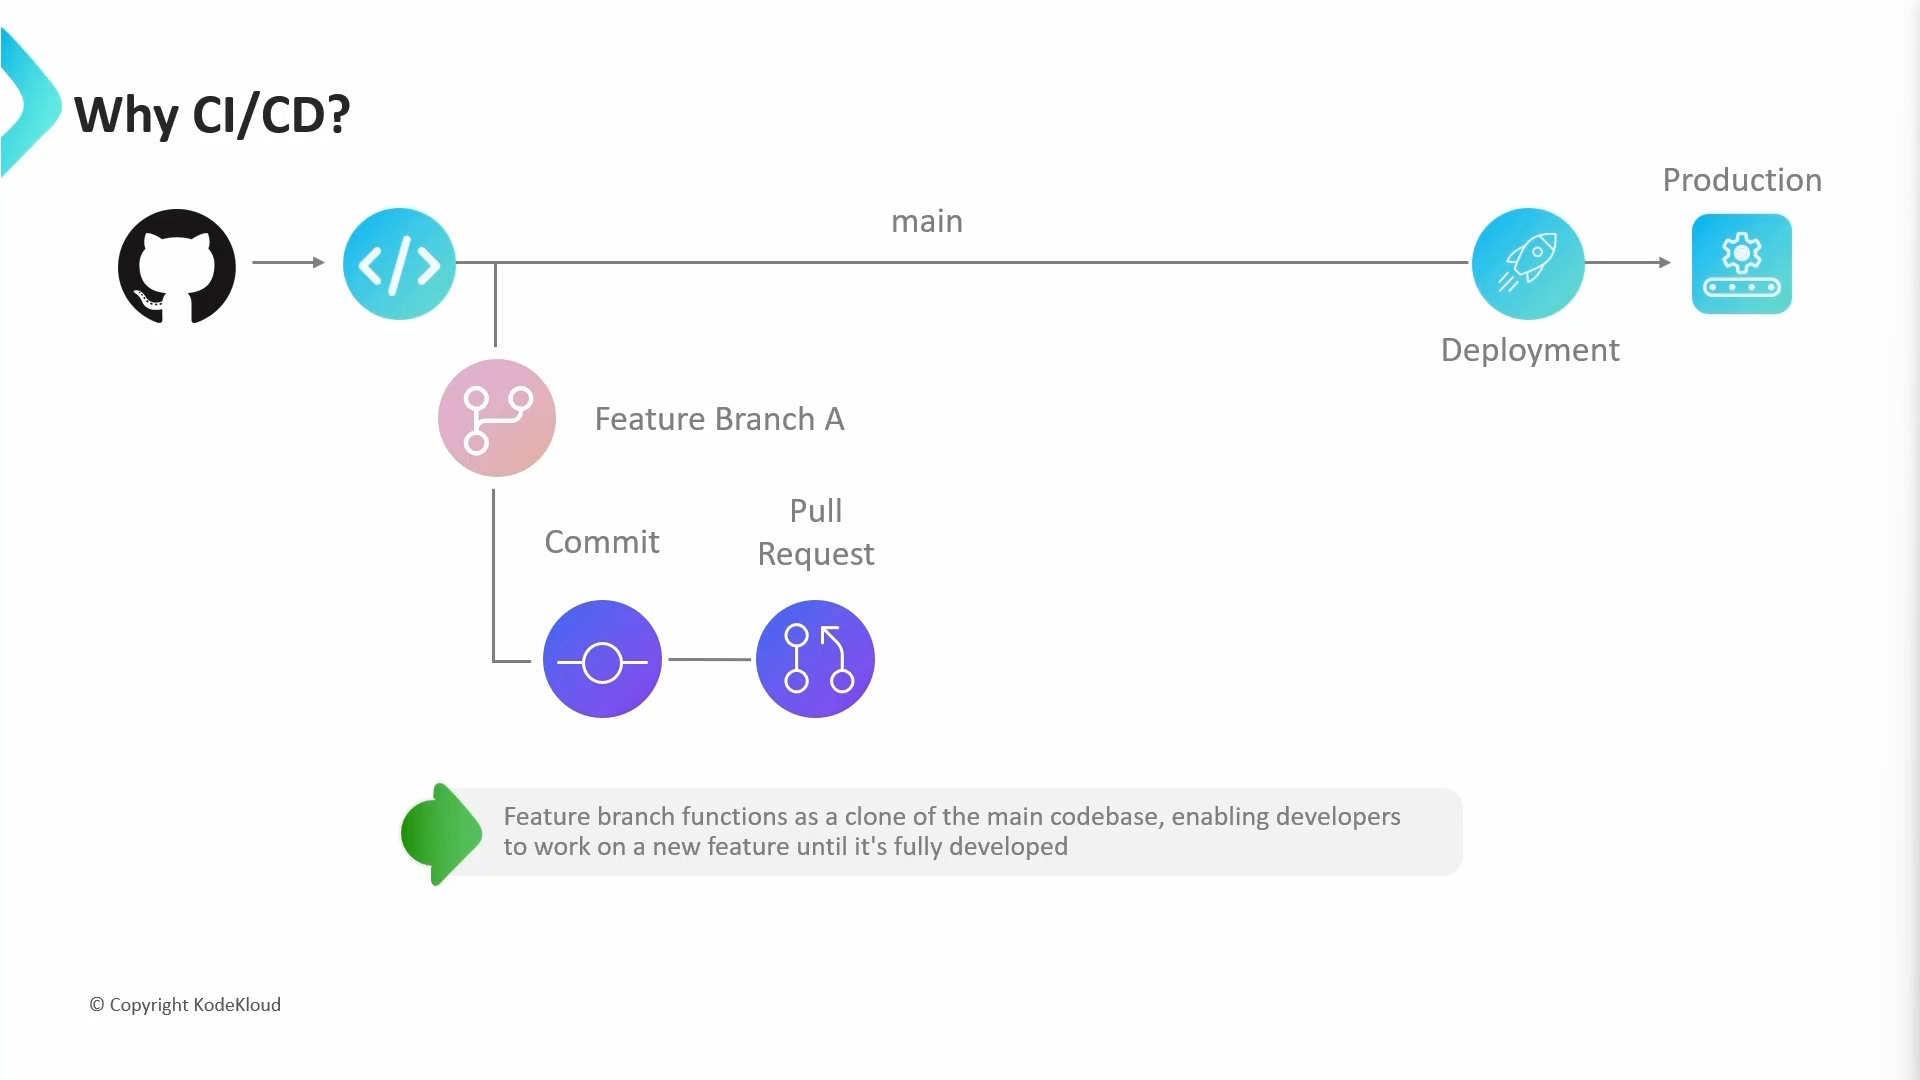 Why CI/CD?
Production
main
Deployment
Feature Branch A
Pull
Request
Commit
Feature branch functions as a clone of the main codebase, enabling developers
to work on a new feature until it's fully developed
© Copyright KodeKloud